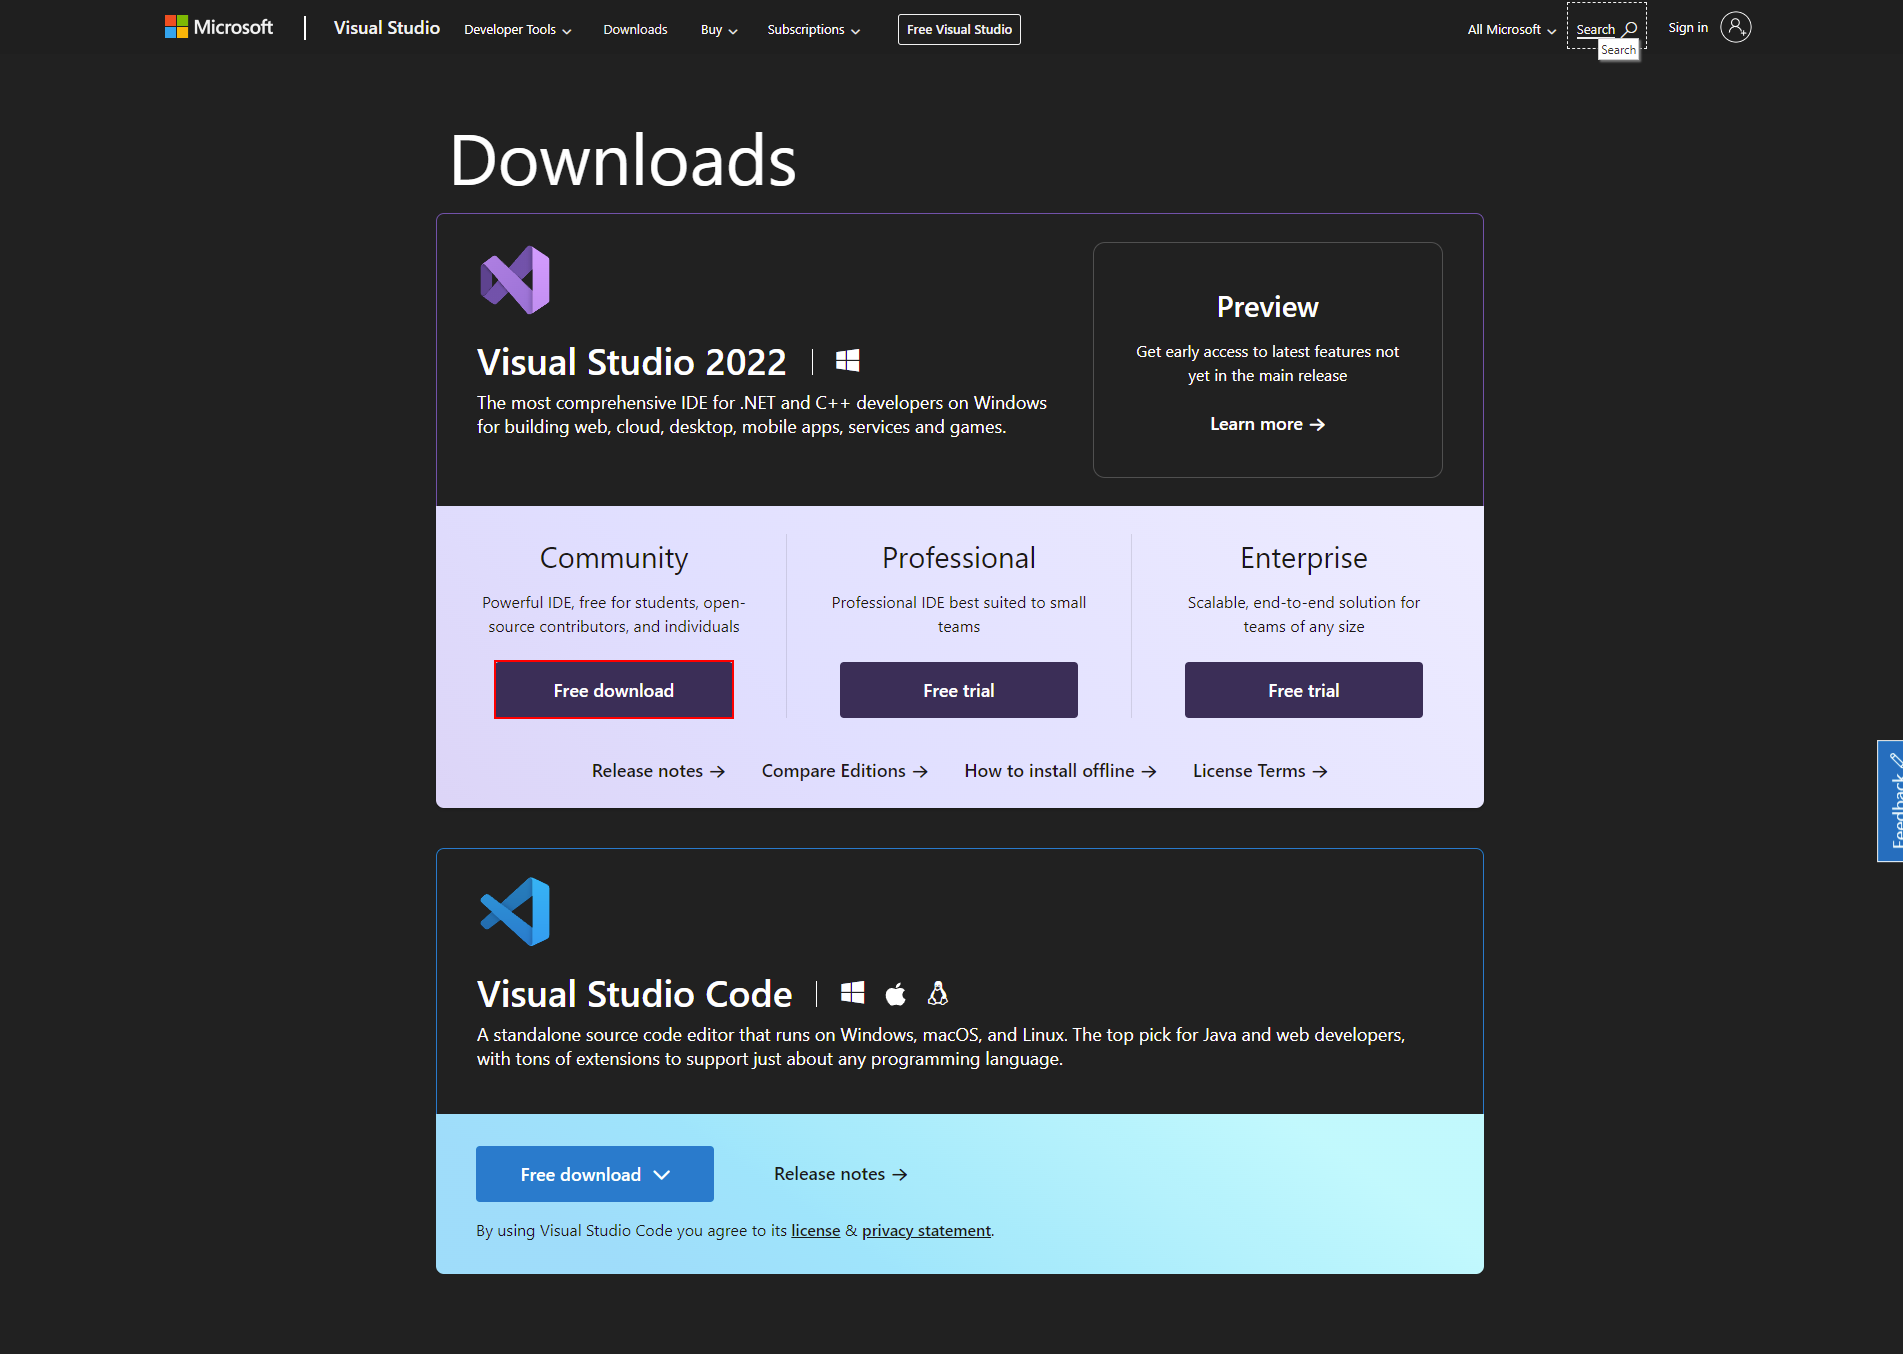 Microsoft
Visual Studio
Developer Tools
Downloads
Buy
Subscriptions
Free Visual Studio
All Microsoft
Search
Sign in
Search
Downloads
Visual Studio 2022
The most comprehensive IDE for .NET and C++ developers on Windows
for building web, cloud, desktop, mobile apps, services and games.
Preview
Get early access to latest features not
yet in the main release
Learn more →
Community
Powerful IDE, free for students, open-
source contributors, and individuals
Free download
Professional
Professional IDE best suited to small
teams
Free trial
Enterprise
Scalable, end-to-end solution for
teams of any size
Free trial
Release notes →
Compare Editions →
How to install offline →
License Terms →
Feedback
Visual Studio Code
A standalone source code editor that runs on Windows, macOS, and Linux. The top pick for Java and web developers,
with tons of extensions to support just about any programming language.
Free download
Release notes →
By using Visual Studio Code you agree to its license & privacy statement.